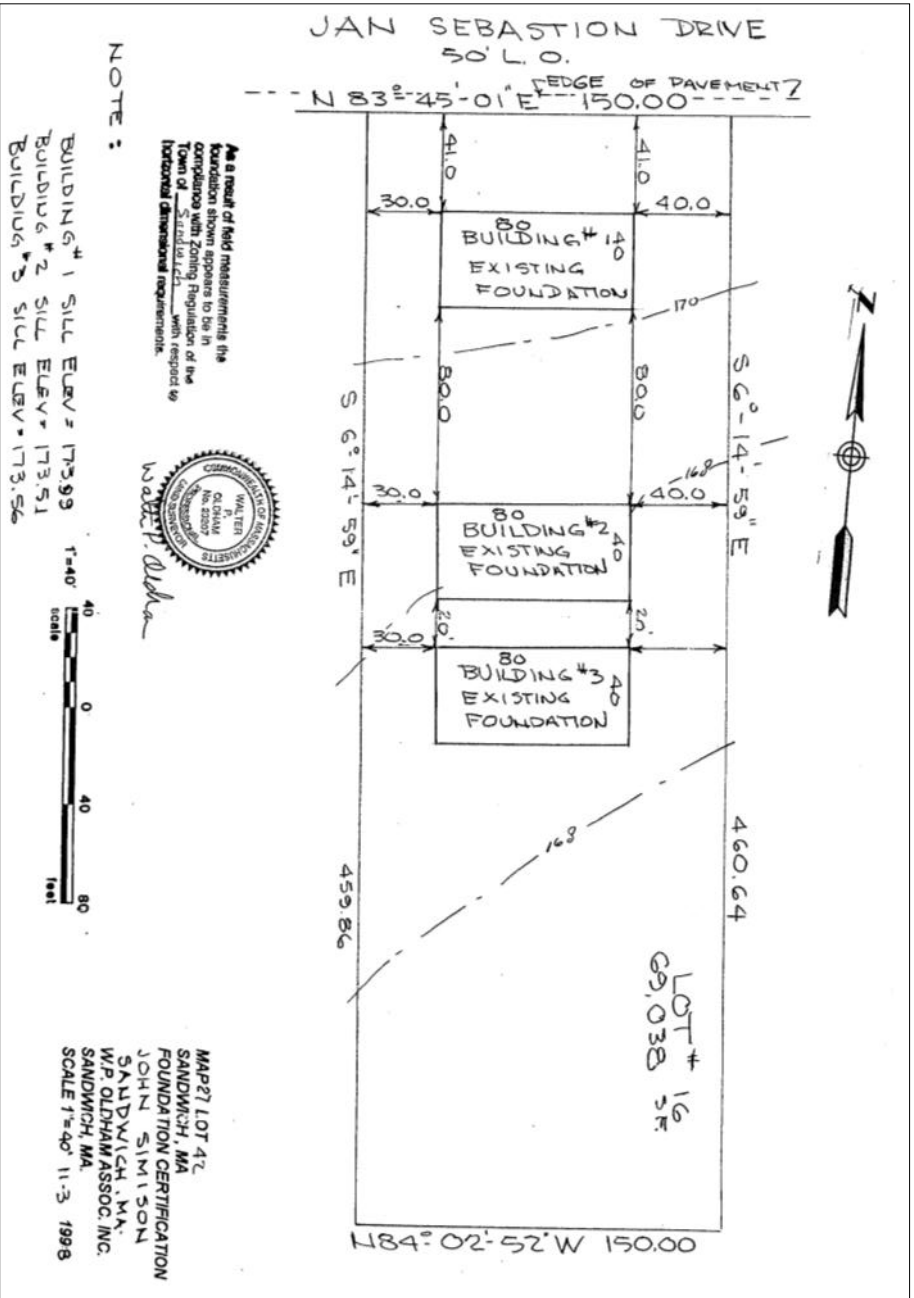 JAN SEBASTION DRIVE
50' L.O.
EDGE OF PAVEMENT
N 83°-45'-01" E 150.00
41.0
41.0
30.0
40.0
80
BUILDING # 1 40
EXISTING
FOUNDATION
170
80.0
80.0
S 6°-14'-59" E
S 6°-14'-59" E
168
30.0
40.0
80
BUILDING #2 40
EXISTING
FOUNDATION
20'
20'
30.0
80
BUILDING #3 40
EXISTING
FOUNDATION
168
459.86
460.64
LOT # 16
69,038 SF.
N84°-02'-52" W 150.00
N
As a result of field measurements the
foundation shown appears to be in
compliance with Zoning Regulation of the
Town of Sandwich with respect to
horizontal dimensional requirements.
COMMONWEALTH OF MASSACHUSETTS
WALTER
P.
OLDHAM
No. 23207
Walter P. Oldham
NOTE :
BUILDING # 1 SILL ELEV = 173.99
BUILDING # 2 SILL ELEV = 173.51
BUILDING # 3 SILL ELEV = 173.56
1"=40'
40 0 40 80
scale feet
MAP 27 LOT 42
SANDWICH, MA
FOUNDATION CERTIFICATION
JOHN SIMISON
SANDWICH, MA.
W.P. OLDHAM ASSOC. INC.
SANDWICH, MA.
SCALE 1"=40' 11-3 1998